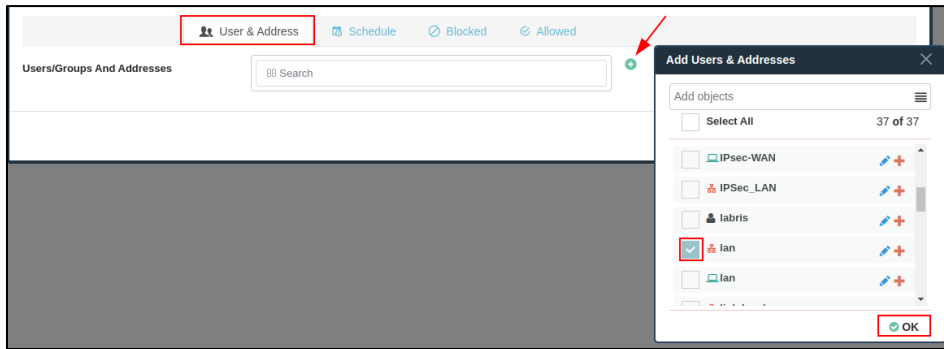 User & Address Schedule Blocked Allowed
Users/Groups And Addresses
Search
Add Users & Addresses
Add objects
Select All 37 of 37
IPsec-WAN
IPSec_LAN
labris
lan
lan
OK